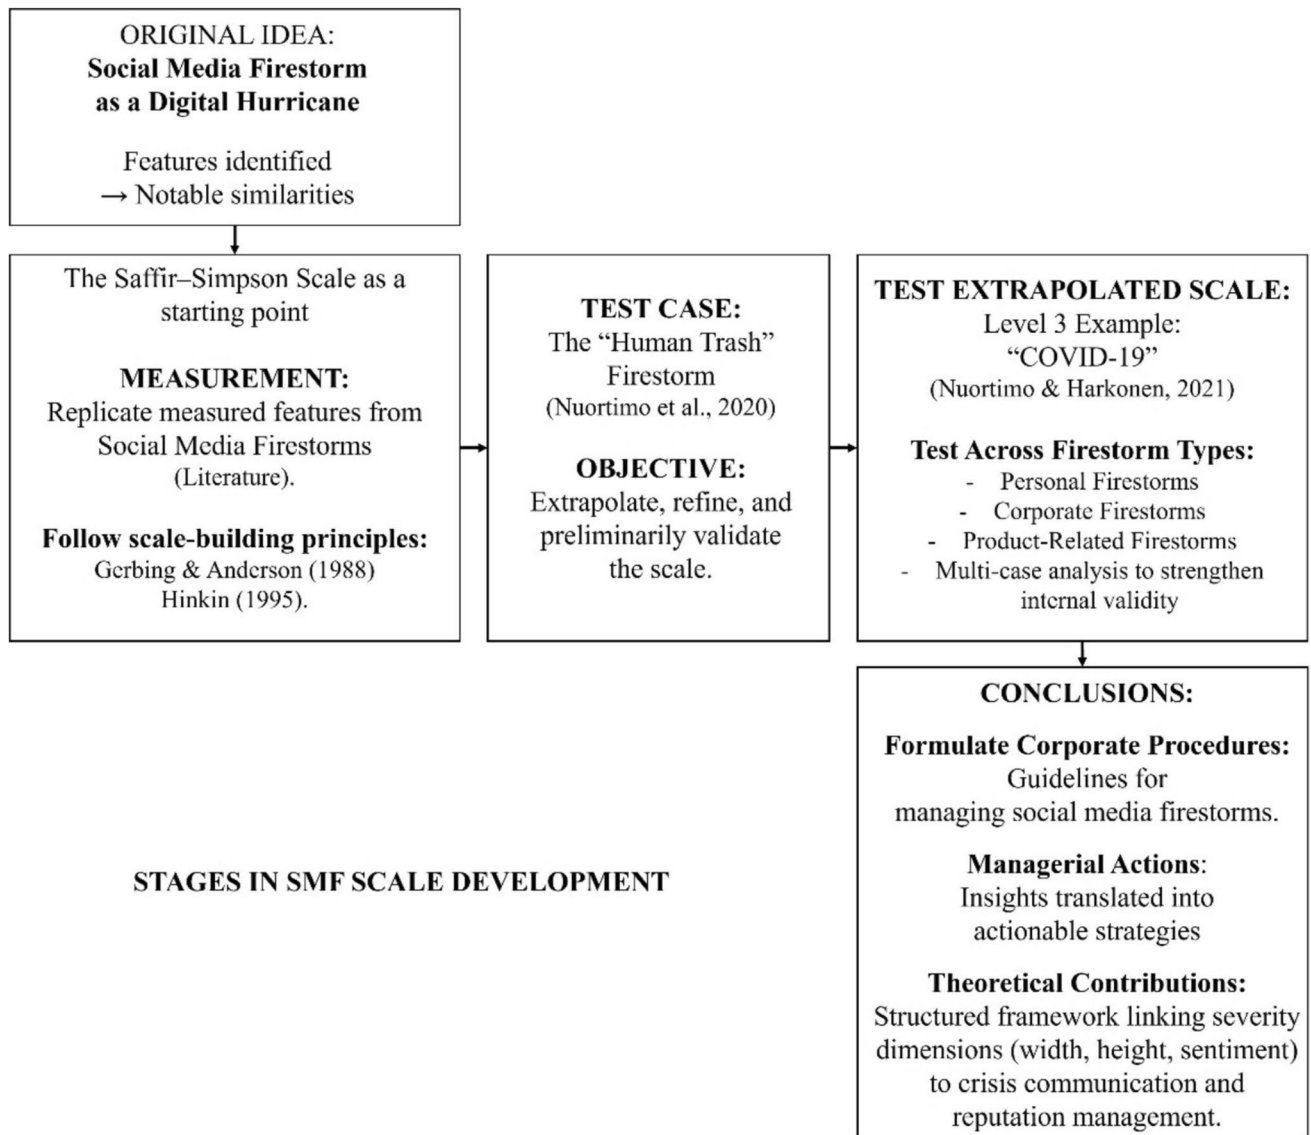 ORIGINAL IDEA:
Social Media Firestorm
as a Digital Hurricane
Features identified
→ Notable similarities
The Saffir–Simpson Scale as a
starting point
MEASUREMENT:
Replicate measured features from
Social Media Firestorms
(Literature).
Follow scale-building principles:
Gerbing & Anderson (1988)
Hinkin (1995).
TEST CASE:
The “Human Trash”
Firestorm
(Nuortimo et al., 2020)
OBJECTIVE:
Extrapolate, refine, and
preliminarily validate
the scale.
TEST EXTRAPOLATED SCALE:
Level 3 Example:
“COVID-19”
(Nuortimo & Harkonen, 2021)
Test Across Firestorm Types:
- Personal Firestorms
- Corporate Firestorms
- Product-Related Firestorms
- Multi-case analysis to strengthen
internal validity
CONCLUSIONS:
Formulate Corporate Procedures:
Guidelines for
managing social media firestorms.
Managerial Actions:
Insights translated into
actionable strategies
Theoretical Contributions:
Structured framework linking severity
dimensions (width, height, sentiment)
to crisis communication and
reputation management.
STAGES IN SMF SCALE DEVELOPMENT